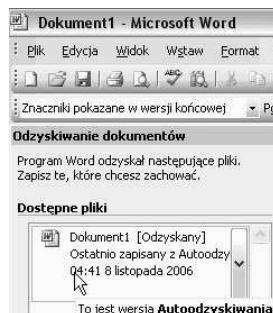 Dokument1 - Microsoft Word
Plik Edycja Widok Wstaw Format
ABC
Znaczniki pokazane w wersji końcowej
Odzyskiwanie dokumentów
Program Word odzyskał następujące pliki.
Zapisz te, które chcesz zachować.
Dostępne pliki
Dokument1 [Odzyskany]
Ostatnio zapisany z Autoodzy
04:41 8 listopada 2006
To jest wersja Autoodzyskiwania